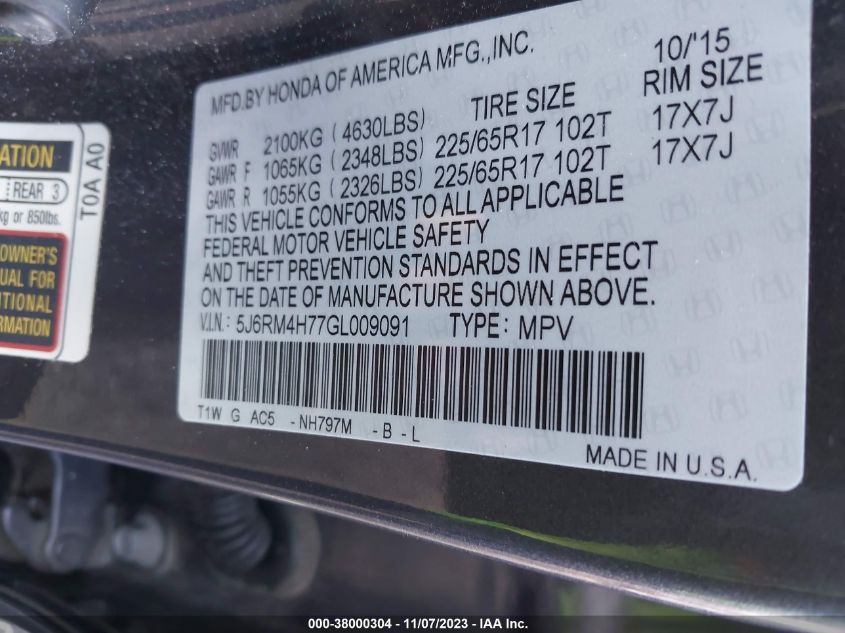 MFD.BY HONDA OF AMERICA MFG.,INC. 10/'15
TIRE SIZE RIM SIZE
GVWR 2100KG (4630LBS)
GAWR F 1065KG (2348LBS) 225/65R17 102T 17X7J
GAWR R 1055KG (2326LBS) 225/65R17 102T 17X7J
THIS VEHICLE CONFORMS TO ALL APPLICABLE
FEDERAL MOTOR VEHICLE SAFETY
AND THEFT PREVENTION STANDARDS IN EFFECT
ON THE DATE OF MANUFACTURE SHOWN ABOVE.
V.I.N.: 5J6RM4H77GL009091 TYPE: MPV
T1W G AC5 -NH797M -B-L
MADE IN U.S.A.
REAR 3
kg or 850lbs.
OWNER'S
FOR
T0A A0
000-38000304 - 11/07/2023 - IAA Inc.